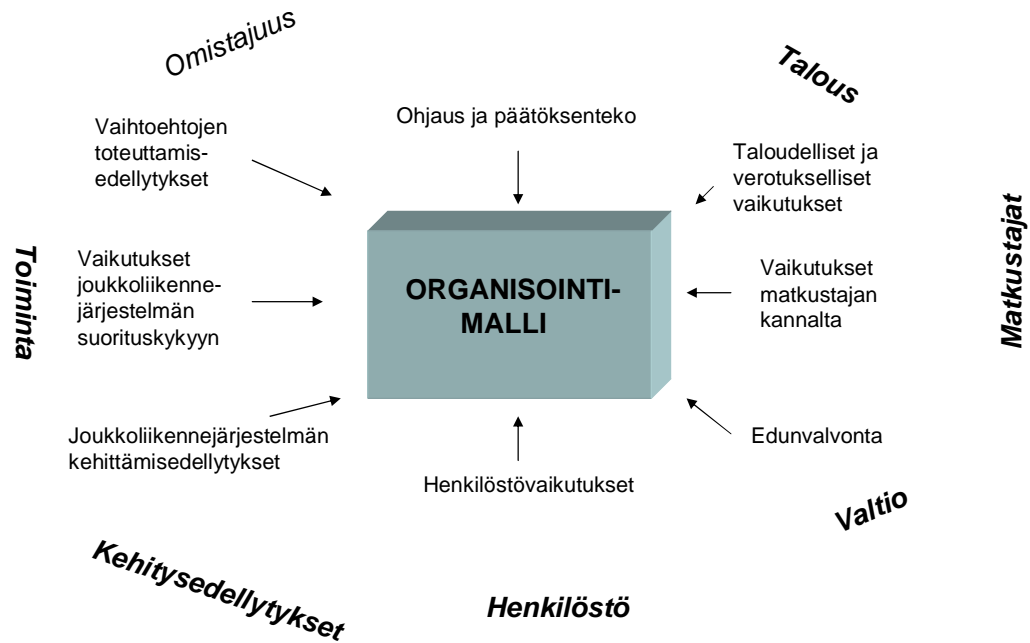 Omistajuus
Talous
Ohjaus ja päätöksenteko
Vaihtoehtojen
toteuttamis-
edellytykset
Taloudelliset ja
verotukselliset
vaikutukset
Matkustajat
Toiminta
Vaikutukset
joukkoliikenne-
järjestelmän
suorituskykyyn
ORGANISOINTI-
MALLI
Vaikutukset
matkustajan
kannalta
Joukkoliikennejärjestelmän
kehittämisedellytykset
Henkilöstövaikutukset
Edunvalvonta
Valtio
Kehitysedellytykset
Henkilöstö